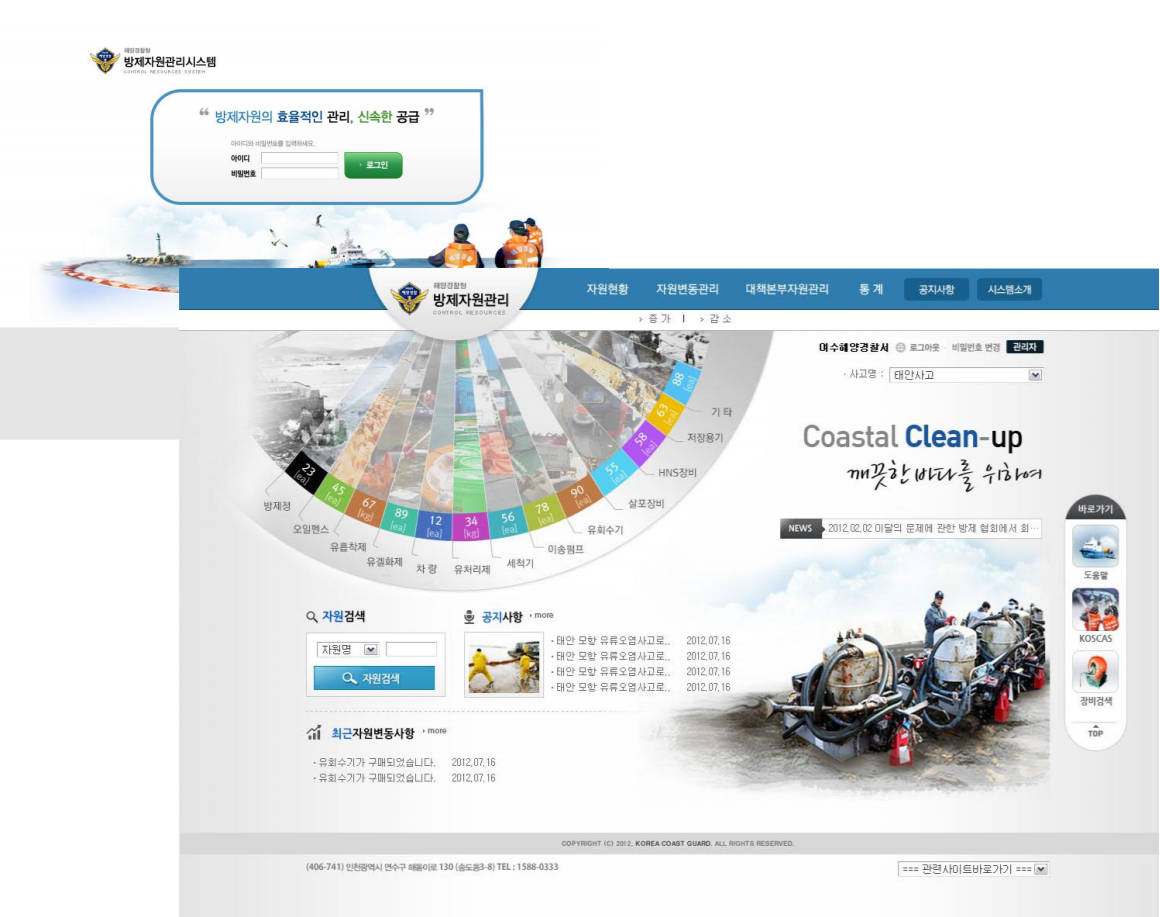 해양경찰청
방제자원관리시스템
CONTROL RESOURCES SYSTEM
“ 방제자원의 효율적인 관리, 신속한 공급 ”
아이디와 비밀번호를 입력하세요.
아이디
비밀번호
로그인
해양경찰청
방제자원관리
CONTROL RESOURCES
자원현황 자원변동관리 대책본부자원관리 통 계 공지사항 시스템소개
› 증 가 | › 감 소
여수해양경찰서 로그아웃 · 비밀번호 변경 관리자
· 사고명 : 태안사고
23 [ea]
45 [ea]
67 [kg]
89 [ea]
12 [ea]
34 [kg]
56 [ea]
78 [ea]
90 [ea]
55 [ea]
58 [ea]
63 [ea]
88 [ea]
방제정
오일펜스
유흡착제
유겔화제
차 량
유처리제
세척기
이송펌프
유회수기
살포장비
HNS장비
저장용기
기 타
Coastal Clean-up
깨끗한 바다를 위하여
NEWS 2012.02.02 이달의 문제에 관한 방제 협회에서 회…
바로가기
도움말
KOSCAS
장비검색
TOP
자원검색
자원명
자원검색
공지사항 › more
· 태안 모항 유류오염사고로.. 2012.07.16
· 태안 모항 유류오염사고로.. 2012.07.16
· 태안 모항 유류오염사고로.. 2012.07.16
· 태안 모항 유류오염사고로.. 2012.07.16
최근자원변동사항 › more
· 유회수기가 구매되었습니다. 2012.07.16
· 유회수기가 구매되었습니다. 2012.07.16
COPYRIGHT (C) 2012. KOREA COAST GUARD. ALL RIGHTS RESERVED.
(406-741) 인천광역시 연수구 해돋이로 130 (송도동3-8) TEL : 1588-0333
=== 관련사이트바로가기 ===